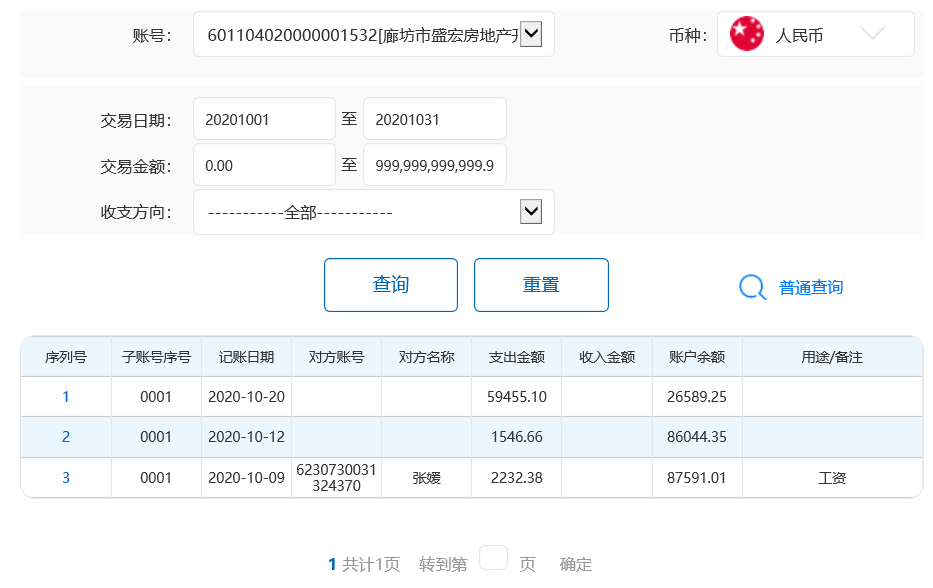 账号： 601104020000001532[廊坊市盛宏房地产开 币种： 人民币
交易日期： 20201001 至 20201031
交易金额： 0.00 至 999,999,999,999.9
收支方向： -----------全部-----------
查询 重置 普通查询
序列号 子账号序号 记账日期 对方账号 对方名称 支出金额 收入金额 账户余额 用途/备注
1 0001 2020-10-20 59455.10 26589.25
2 0001 2020-10-12 1546.66 86044.35
3 0001 2020-10-09 6230730031324370 张媛 2232.38 87591.01 工资
1 共计1页 转到第 页 确定